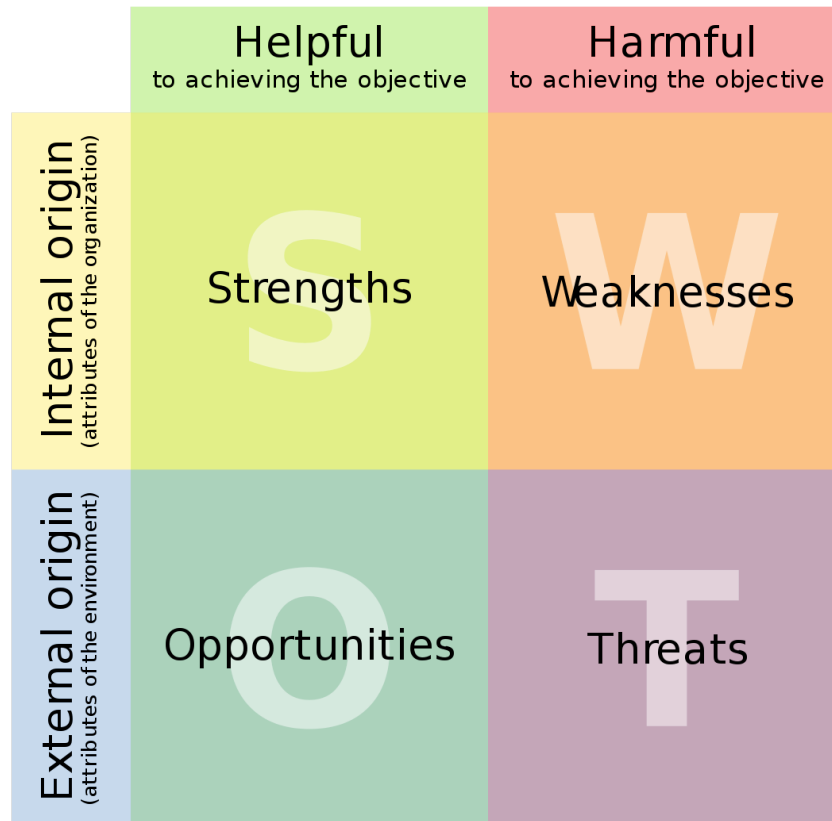 Helpful
to achieving the objective
Harmful
to achieving the objective
Internal origin
(attributes of the organization)
S
Strengths
W
Weaknesses
External origin
(attributes of the environment)
O
Opportunities
T
Threats